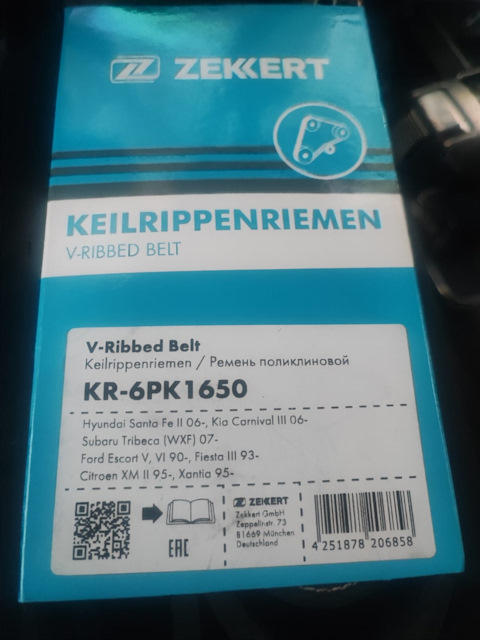 ZEKKERT
KEILRIPPENRIEMEN
V-RIBBED BELT
V-Ribbed Belt
Keilrippenriemen / Ремень поликлиновой
KR-6PK1650
Hyundai Santa Fe II 06-, Kia Carnival III 06-
Subaru Tribeca (WXF) 07-
Ford Escort V, VI 90-, Fiesta III 93-
Citroen XM II 95-, Xantia 95-
EAC
ZEKKERT
Zekkert GmbH
Zeppelinstr. 73
81669 München
Deutschland
4 251878 206858